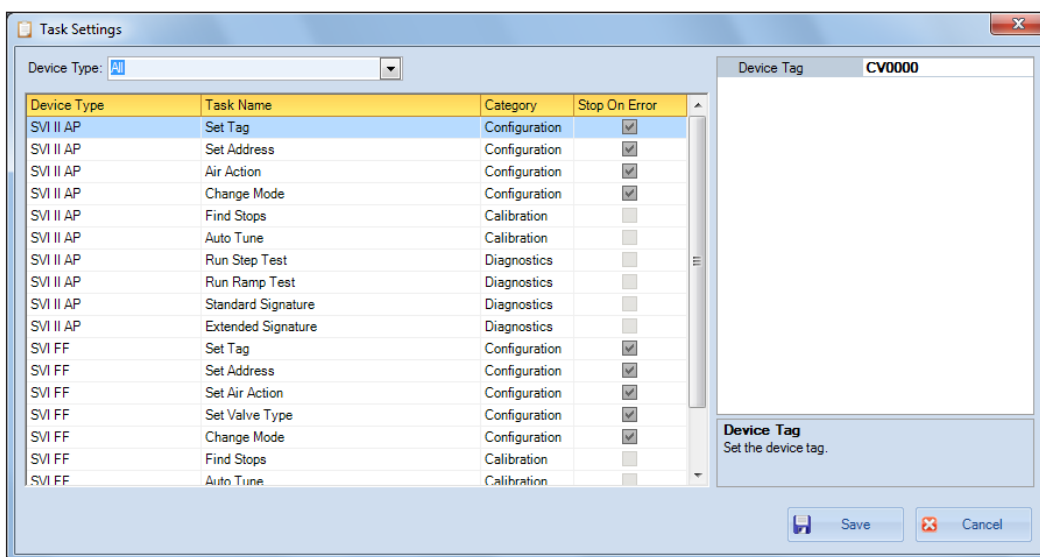 Task Settings
Device Type: All
Device Type Task Name Category Stop On Error
SVI II AP Set Tag Configuration
SVI II AP Set Address Configuration
SVI II AP Air Action Configuration
SVI II AP Change Mode Configuration
SVI II AP Find Stops Calibration
SVI II AP Auto Tune Calibration
SVI II AP Run Step Test Diagnostics
SVI II AP Run Ramp Test Diagnostics
SVI II AP Standard Signature Diagnostics
SVI II AP Extended Signature Diagnostics
SVI FF Set Tag Configuration
SVI FF Set Address Configuration
SVI FF Set Air Action Configuration
SVI FF Set Valve Type Configuration
SVI FF Change Mode Configuration
SVI FF Find Stops Calibration
SVI FF Auto Tune Calibration
Device Tag CV0000
Device Tag
Set the device tag.
Save Cancel